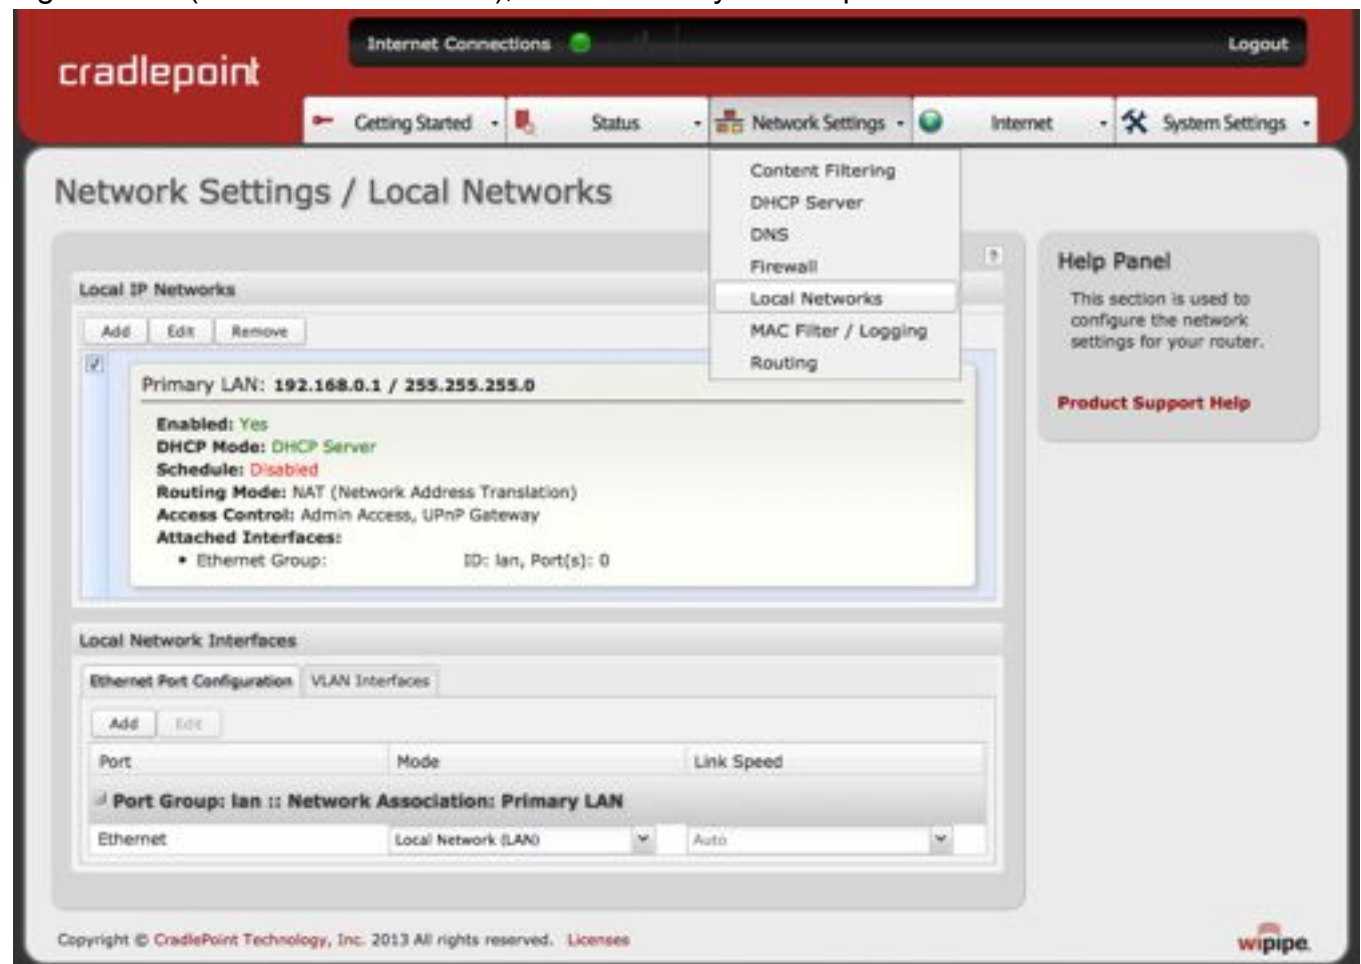 Internet Connections
Logout
cradlepoint
Getting Started
Status
Network Settings
Internet
System Settings
Network Settings / Local Networks
Content Filtering
DHCP Server
DNS
Firewall
Local Networks
MAC Filter / Logging
Routing
?
Local IP Networks
Add Edit Remove
Primary LAN: 192.168.0.1 / 255.255.255.0
Enabled: Yes
DHCP Mode: DHCP Server
Schedule: Disabled
Routing Mode: NAT (Network Address Translation)
Access Control: Admin Access, UPnP Gateway
Attached Interfaces:
• Ethernet Group: ID: lan, Port(s): 0
Help Panel
This section is used to
configure the network
settings for your router.
Product Support Help
Local Network Interfaces
Ethernet Port Configuration VLAN Interfaces
Add Edit
Port Mode Link Speed
Port Group: lan :: Network Association: Primary LAN
Ethernet Local Network (LAN) Auto
Copyright © CradlePoint Technology, Inc. 2013 All rights reserved. Licenses
wipipe.